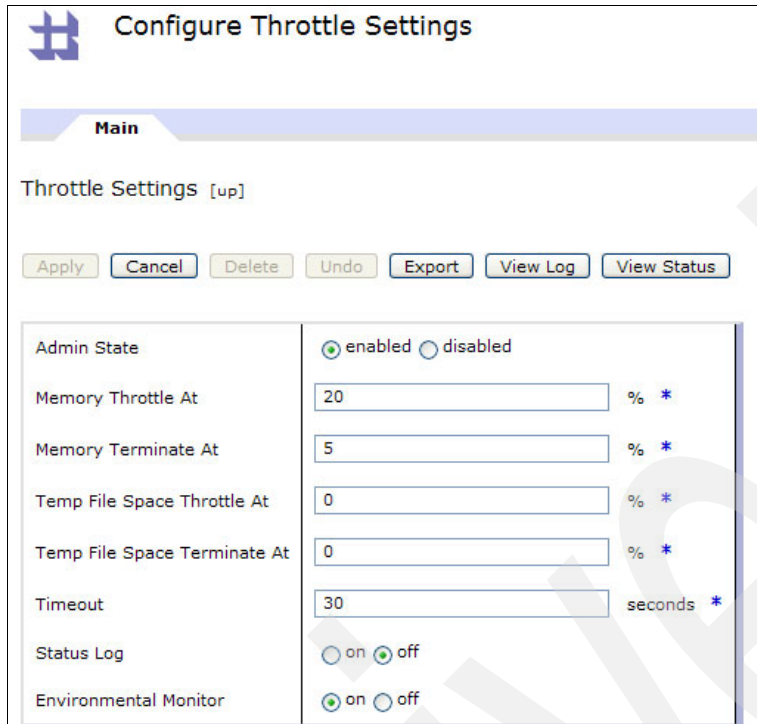 Configure Throttle Settings
Main
Throttle Settings [up]
Apply Cancel Delete Undo Export View Log View Status
Admin State enabled disabled
Memory Throttle At 20 % *
Memory Terminate At 5 % *
Temp File Space Throttle At 0 % *
Temp File Space Terminate At 0 % *
Timeout 30 seconds *
Status Log on off
Environmental Monitor on off